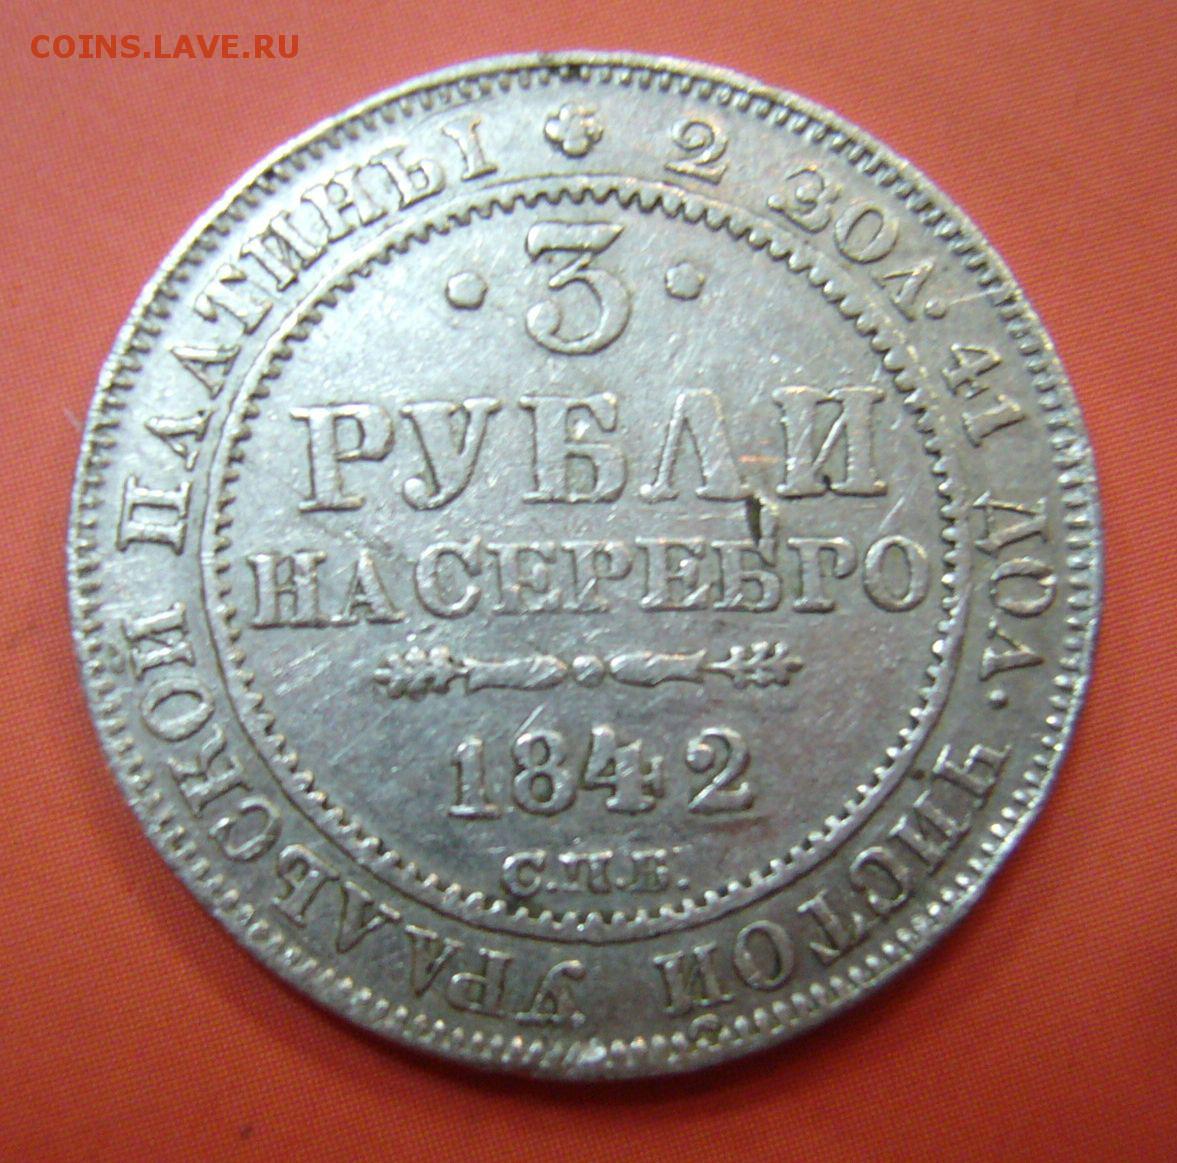 COINS.LAVE.RU
2 ЗОЛ. 41 ДОЛ. ЧИСТОЙ УРАЛЬСКОЙ ПЛАТИНЫ
· 3 ·
РУБЛИ
НА СЕРЕБРО
1842
С.П.Б.